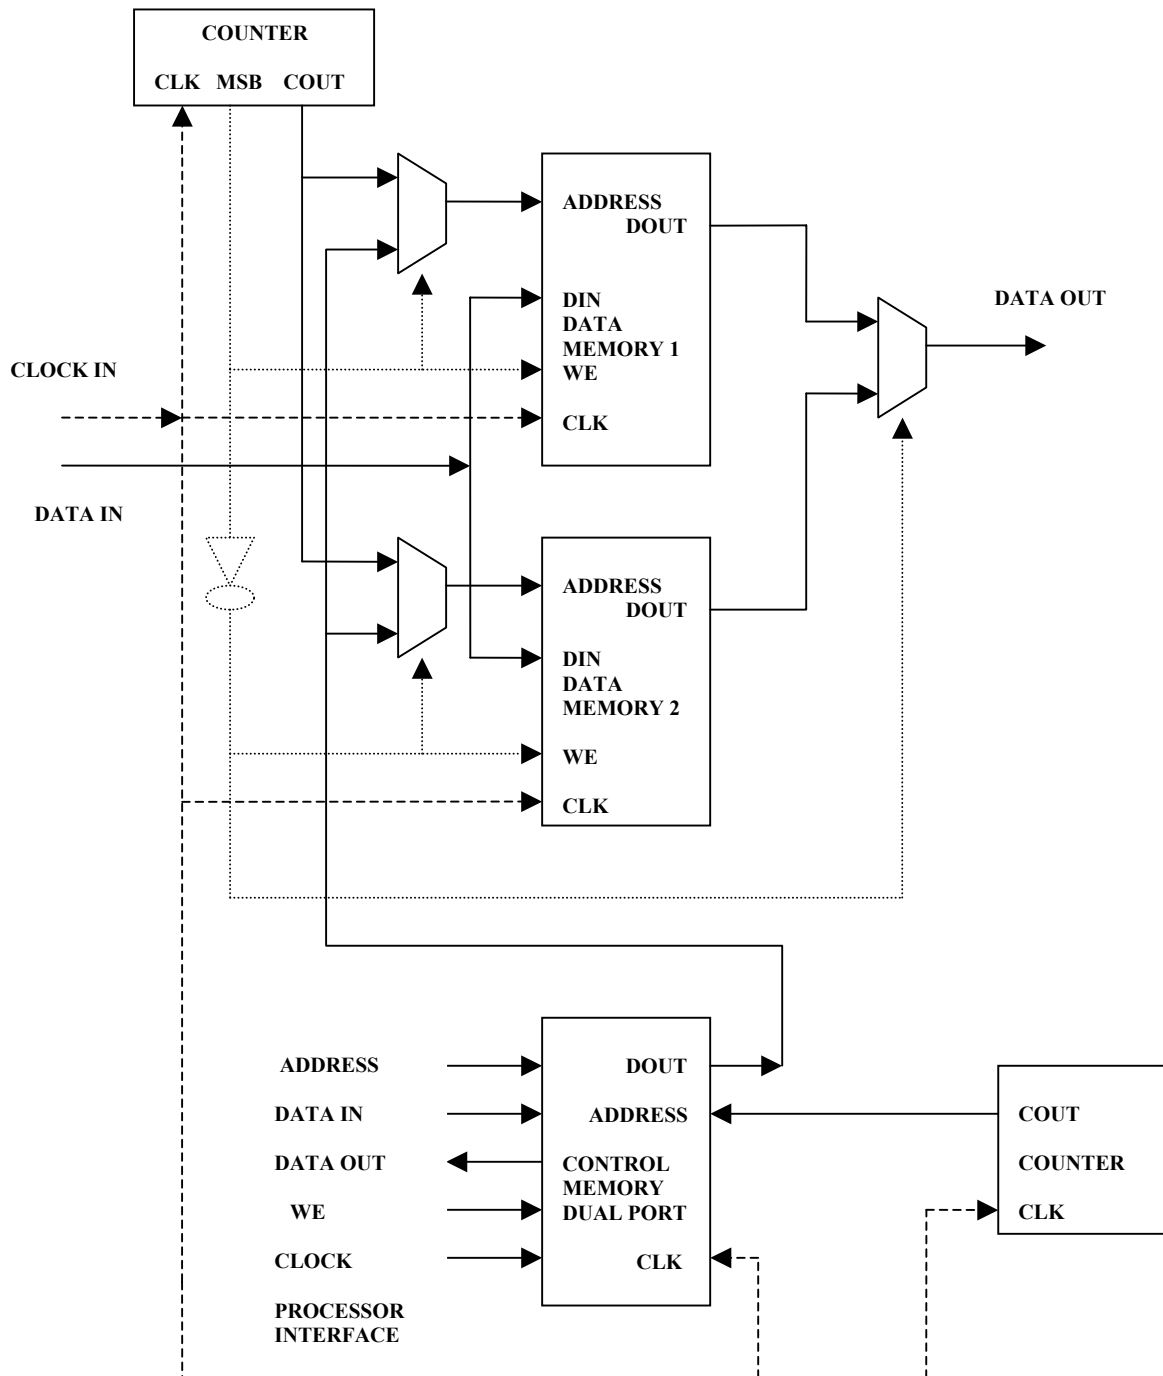 COUNTER
CLK MSB COUT
ADDRESS
DOUT
DIN
DATA
MEMORY 1
WE
CLK
DATA OUT
CLOCK IN
DATA IN
ADDRESS
DOUT
DIN
DATA
MEMORY 2
WE
CLK
ADDRESS
DATA IN
DATA OUT
WE
CLOCK
PROCESSOR
INTERFACE
DOUT
ADDRESS
CONTROL
MEMORY
DUAL PORT
CLK
COUT
COUNTER
CLK